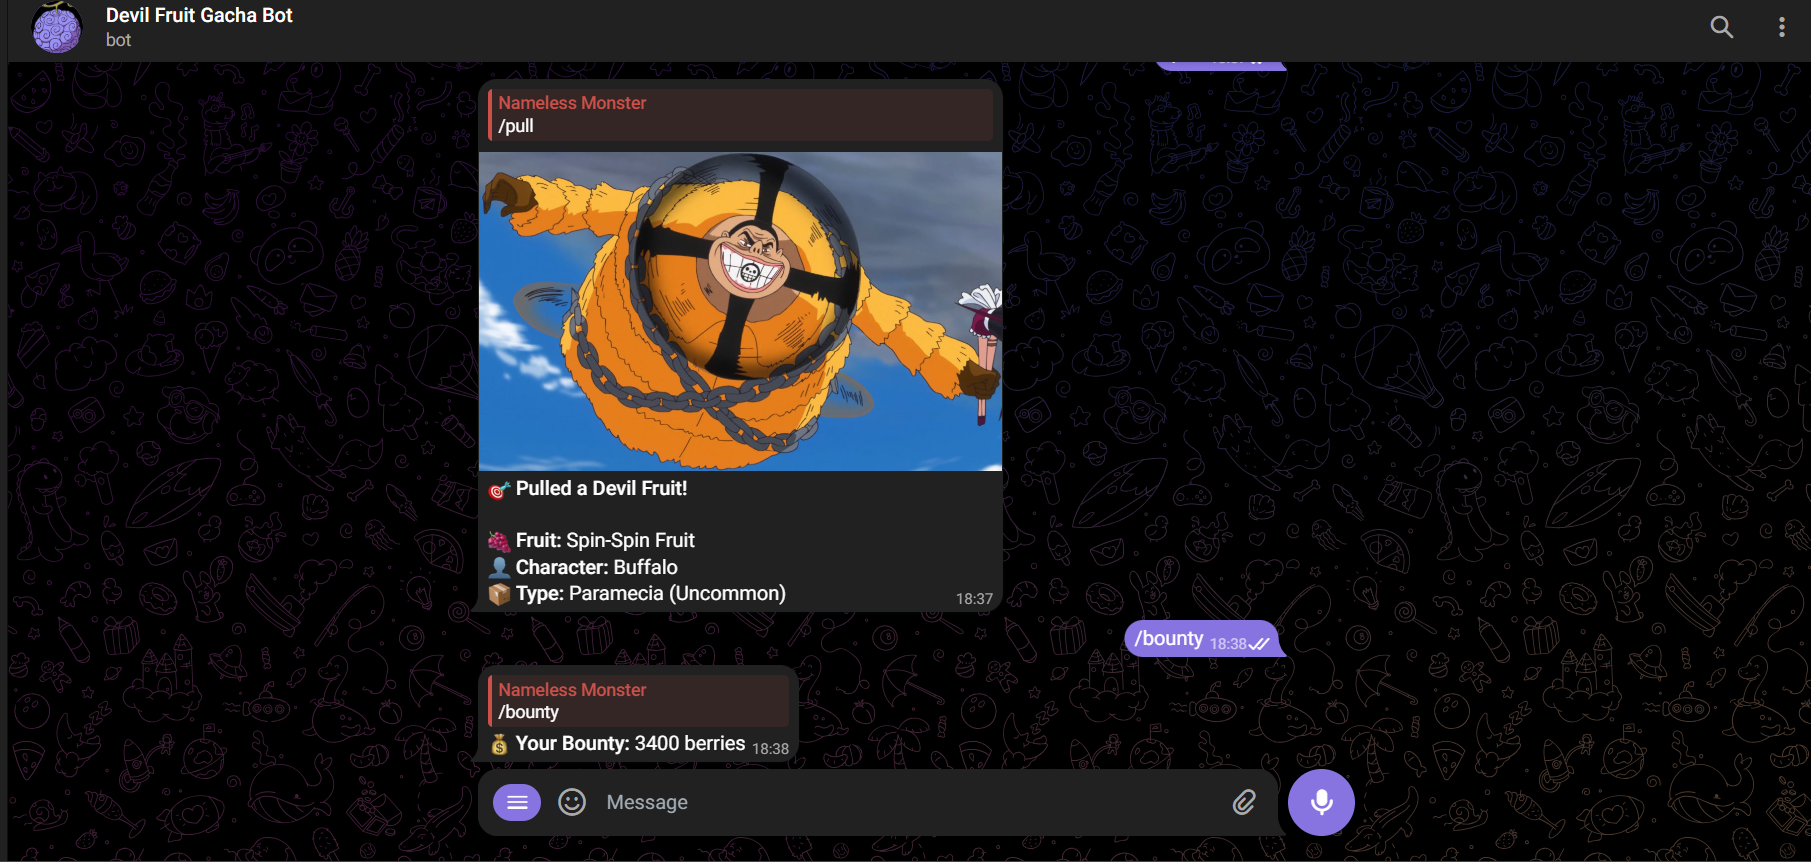 Devil Fruit Gacha Bot
bot
Nameless Monster
/pull
Pulled a Devil Fruit!
Fruit: Spin-Spin Fruit
Character: Buffalo
Type: Paramecia (Uncommon)
18:37
/bounty 18:38
Nameless Monster
/bounty
Your Bounty: 3400 berries 18:38
Message